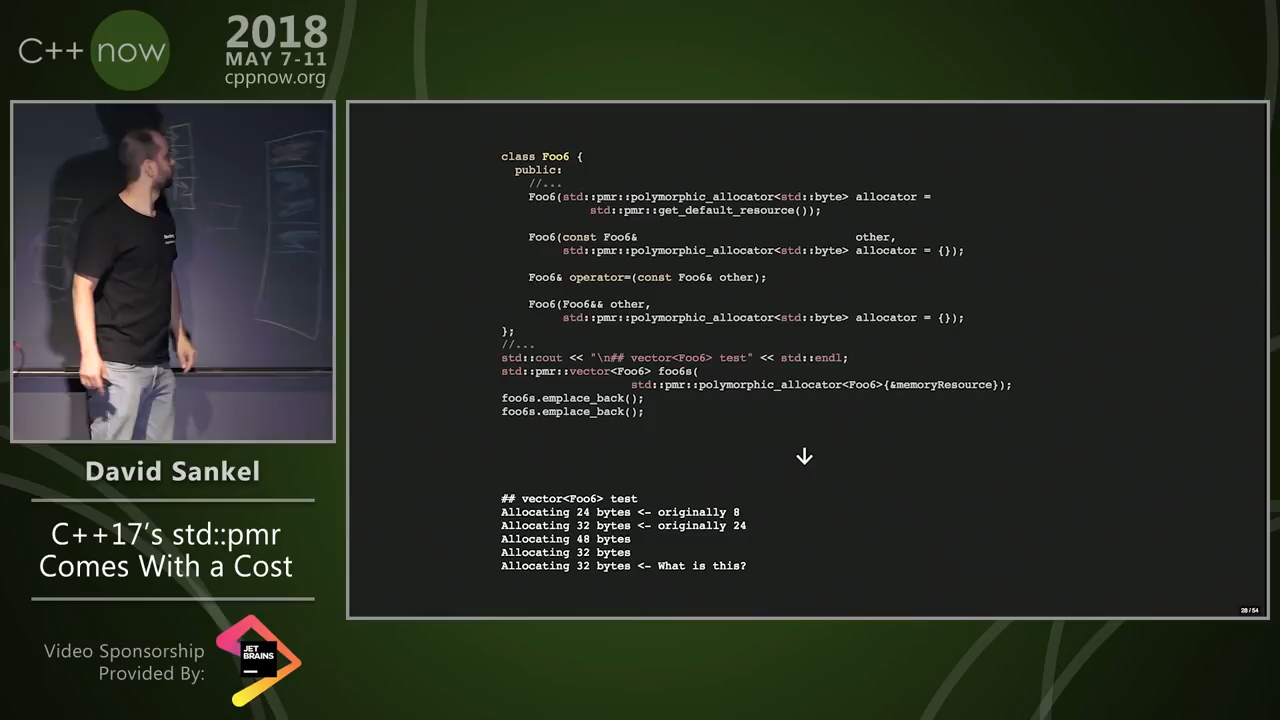 C++ now
2018
MAY 7-11
cppnow.org
class Foo6 {
public:
//...
Foo6(std::pmr::polymorphic_allocator<std::byte> allocator =
std::pmr::get_default_resource());
Foo6(const Foo6& other,
std::pmr::polymorphic_allocator<std::byte> allocator = {});
Foo6& operator=(const Foo6& other);
Foo6(Foo6&& other,
std::pmr::polymorphic_allocator<std::byte> allocator = {});
};
//...
std::cout << "\n## vector<Foo6> test" << std::endl;
std::pmr::vector<Foo6> foo6s(
std::pmr::polymorphic_allocator<Foo6>{&memoryResource});
foo6s.emplace_back();
foo6s.emplace_back();
↓
## vector<Foo6> test
Allocating 24 bytes <- originally 8
Allocating 32 bytes <- originally 24
Allocating 48 bytes
Allocating 32 bytes
Allocating 32 bytes <- What is this?
28 / 54
David Sankel
C++17's std::pmr
Comes With a Cost
Video Sponsorship
Provided By:
JET
BRAINS